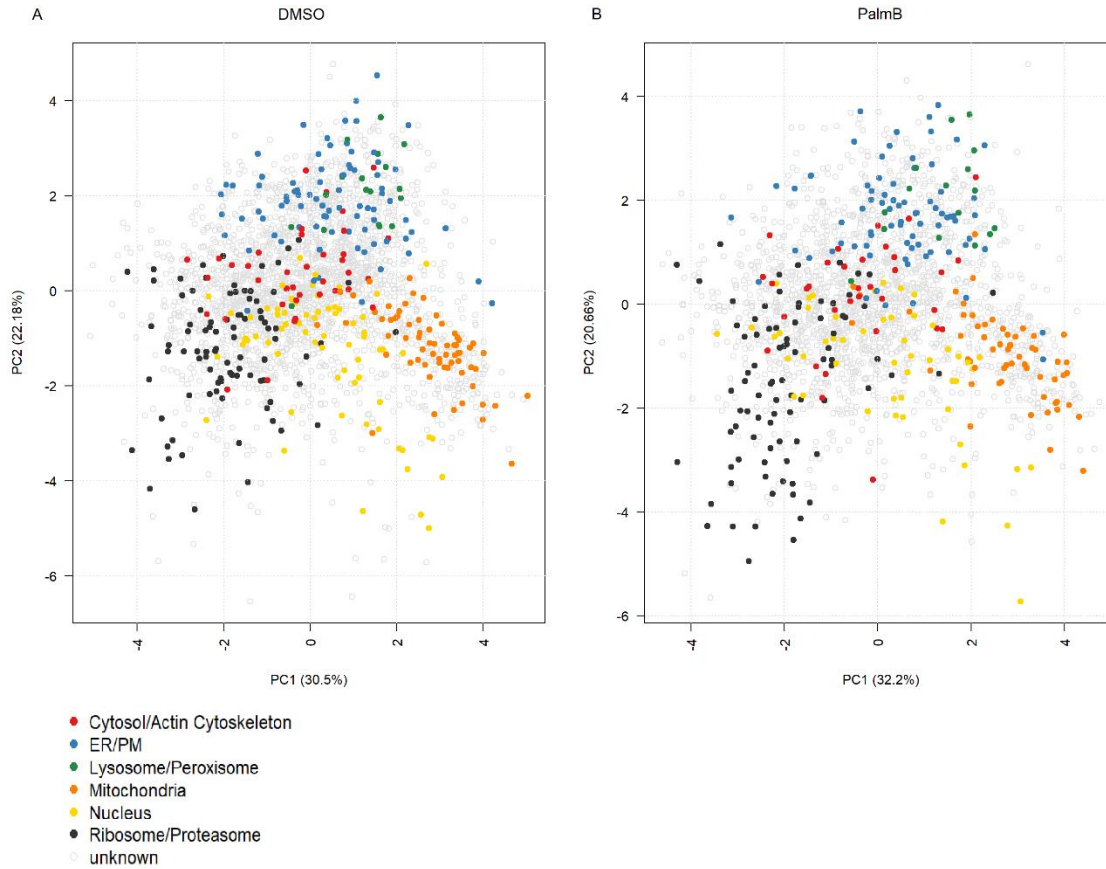 A
DMSO
B
PalmB
4
2
0
-2
-4
-6
PC2 (22.18%)
-4
-2
0
2
4
PC1 (30.5%)
4
2
0
-2
-4
-6
PC2 (20.66%)
-4
-2
0
2
4
PC1 (32.2%)
Cytosol/Actin Cytoskeleton
ER/PM
Lysosome/Peroxisome
Mitochondria
Nucleus
Ribosome/Proteasome
unknown